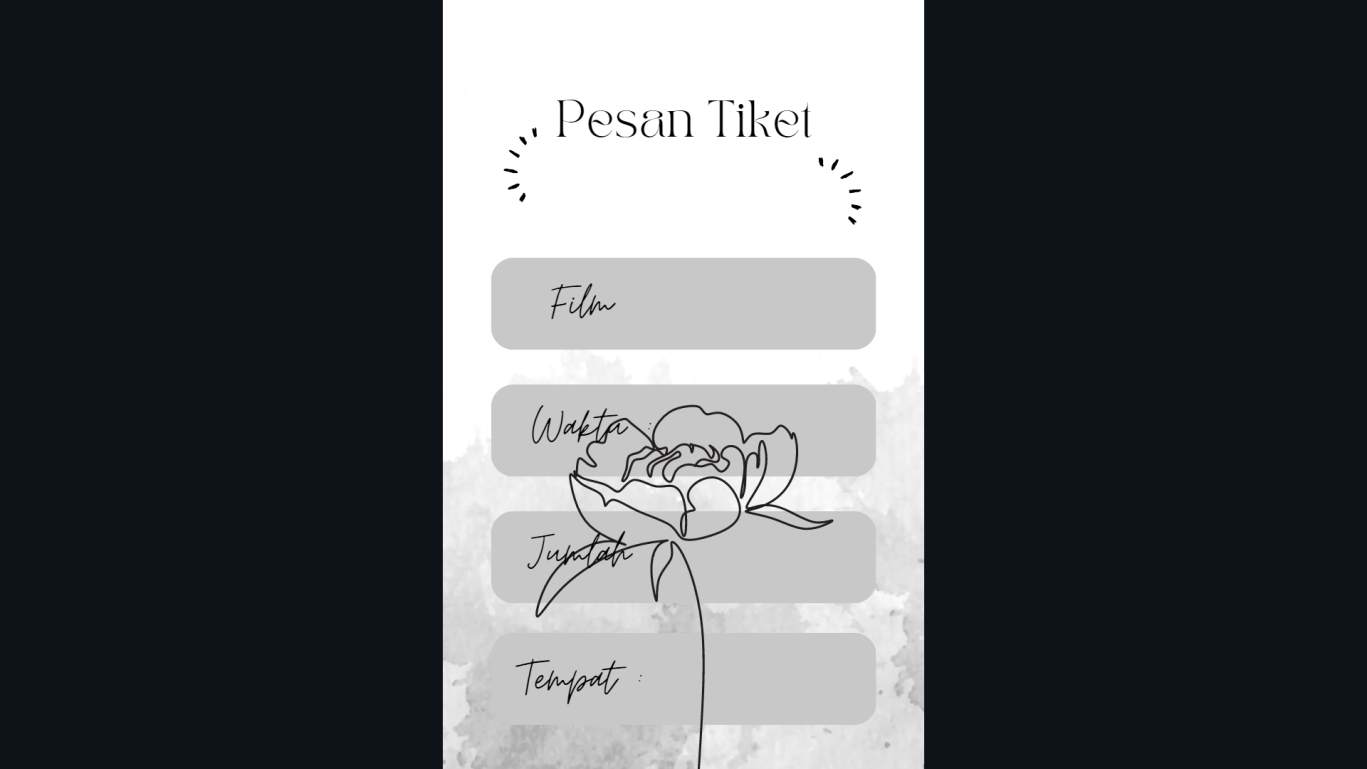 Pesan Tiket
Film
Waktu :
Jumlah
Tempat :